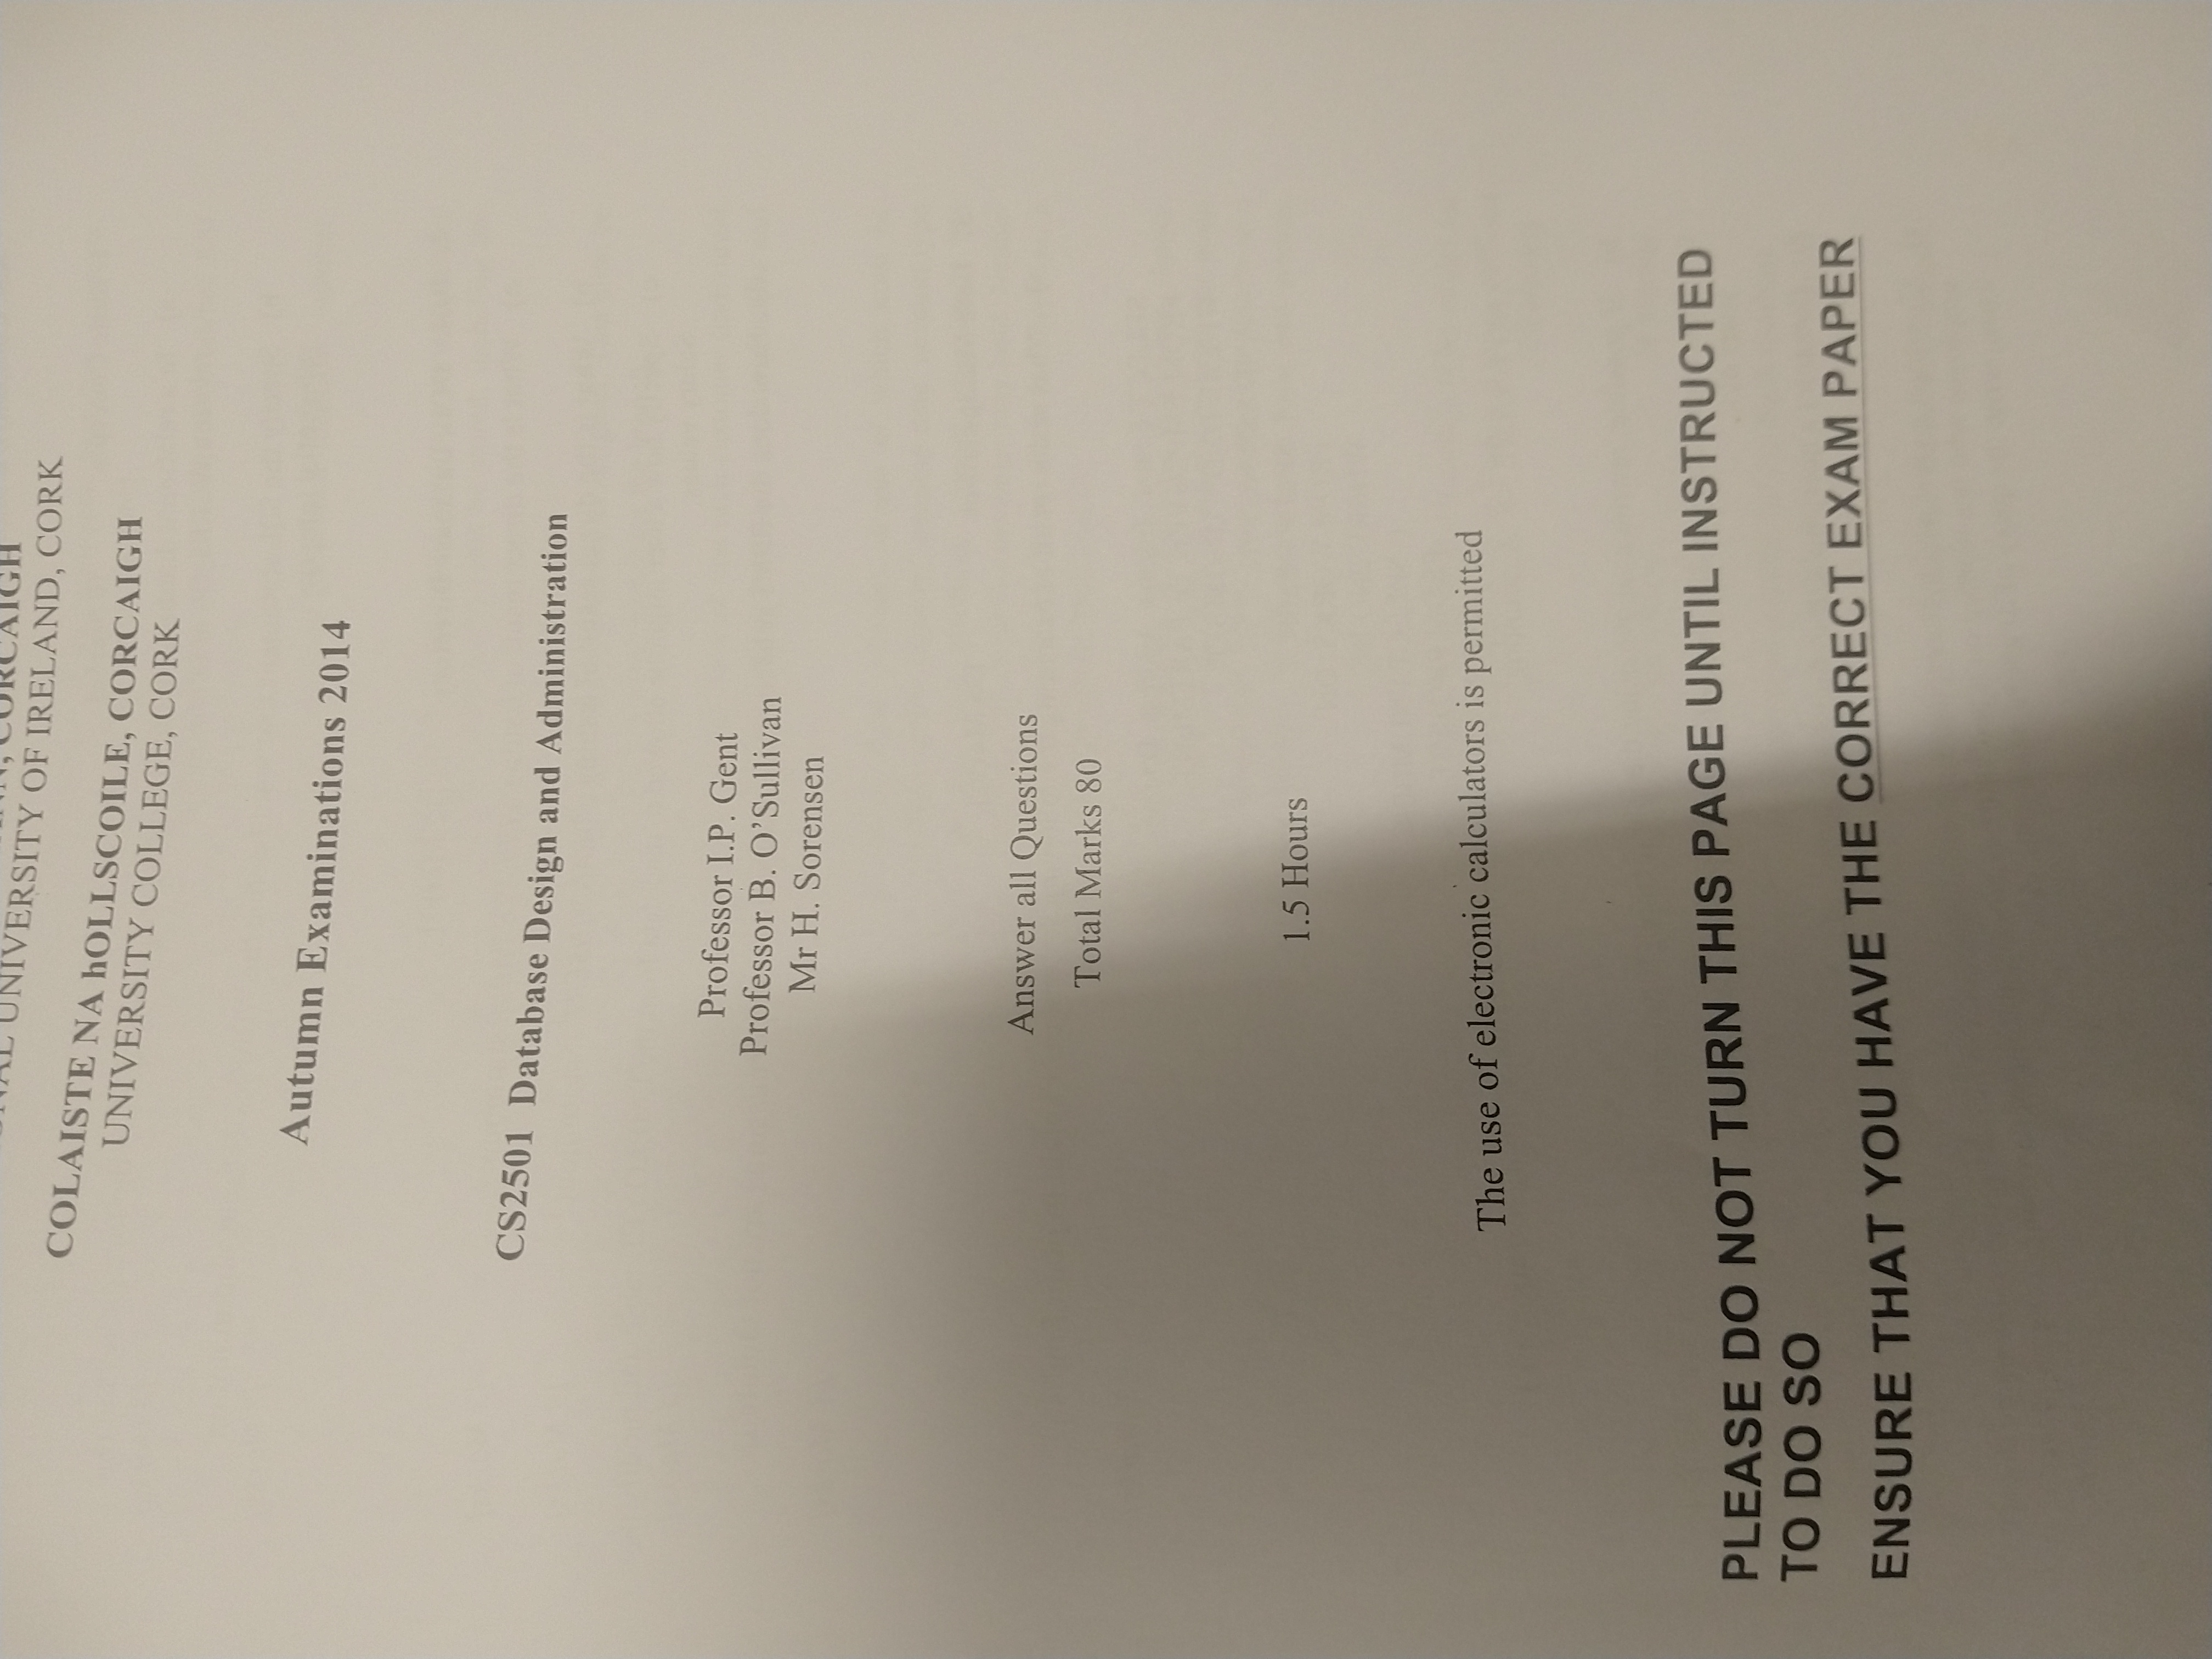 CORCAIGH
UNIVERSITY OF IRELAND, CORK
COLAISTE NA hOLLSCOILE, CORCAIGH
UNIVERSITY COLLEGE, CORK
Autumn Examinations 2014
CS2501 Database Design and Administration
Professor I.P. Gent
Professor B. O'Sullivan
Mr H. Sorensen
Answer all Questions
Total Marks 80
1.5 Hours
The use of electronic calculators is permitted
PLEASE DO NOT TURN THIS PAGE UNTIL INSTRUCTED
TO DO SO
ENSURE THAT YOU HAVE THE CORRECT EXAM PAPER